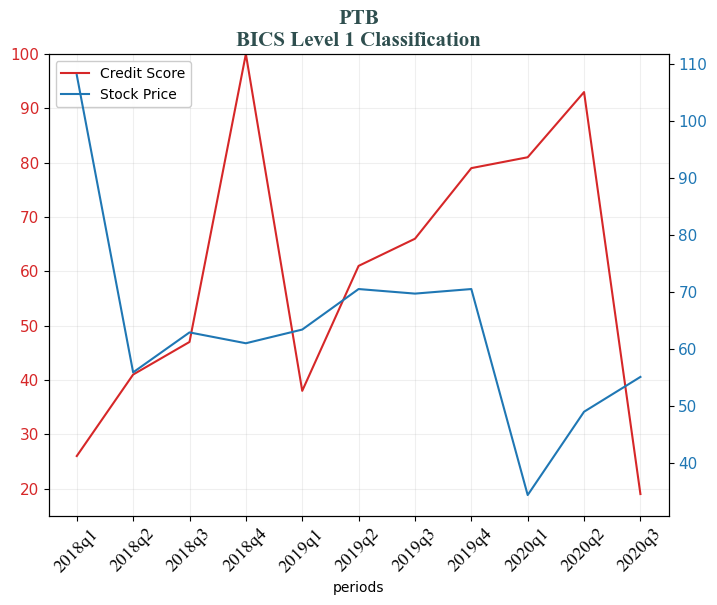 PTB
BICS Level 1 Classification
Credit Score
Stock Price
100
90
80
70
60
50
40
30
20
110
100
90
80
70
60
50
40
2018q1
2018q2
2018q3
2018q4
2019q1
2019q2
2019q3
2019q4
2020q1
2020q2
2020q3
periods